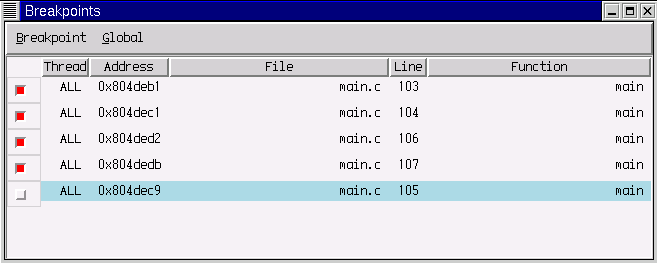 Breakpoints
Breakpoint Global
Thread Address File Line Function
ALL 0x804deb1 main.c 103 main
ALL 0x804dec1 main.c 104 main
ALL 0x804ded2 main.c 106 main
ALL 0x804dedb main.c 107 main
ALL 0x804dec9 main.c 105 main